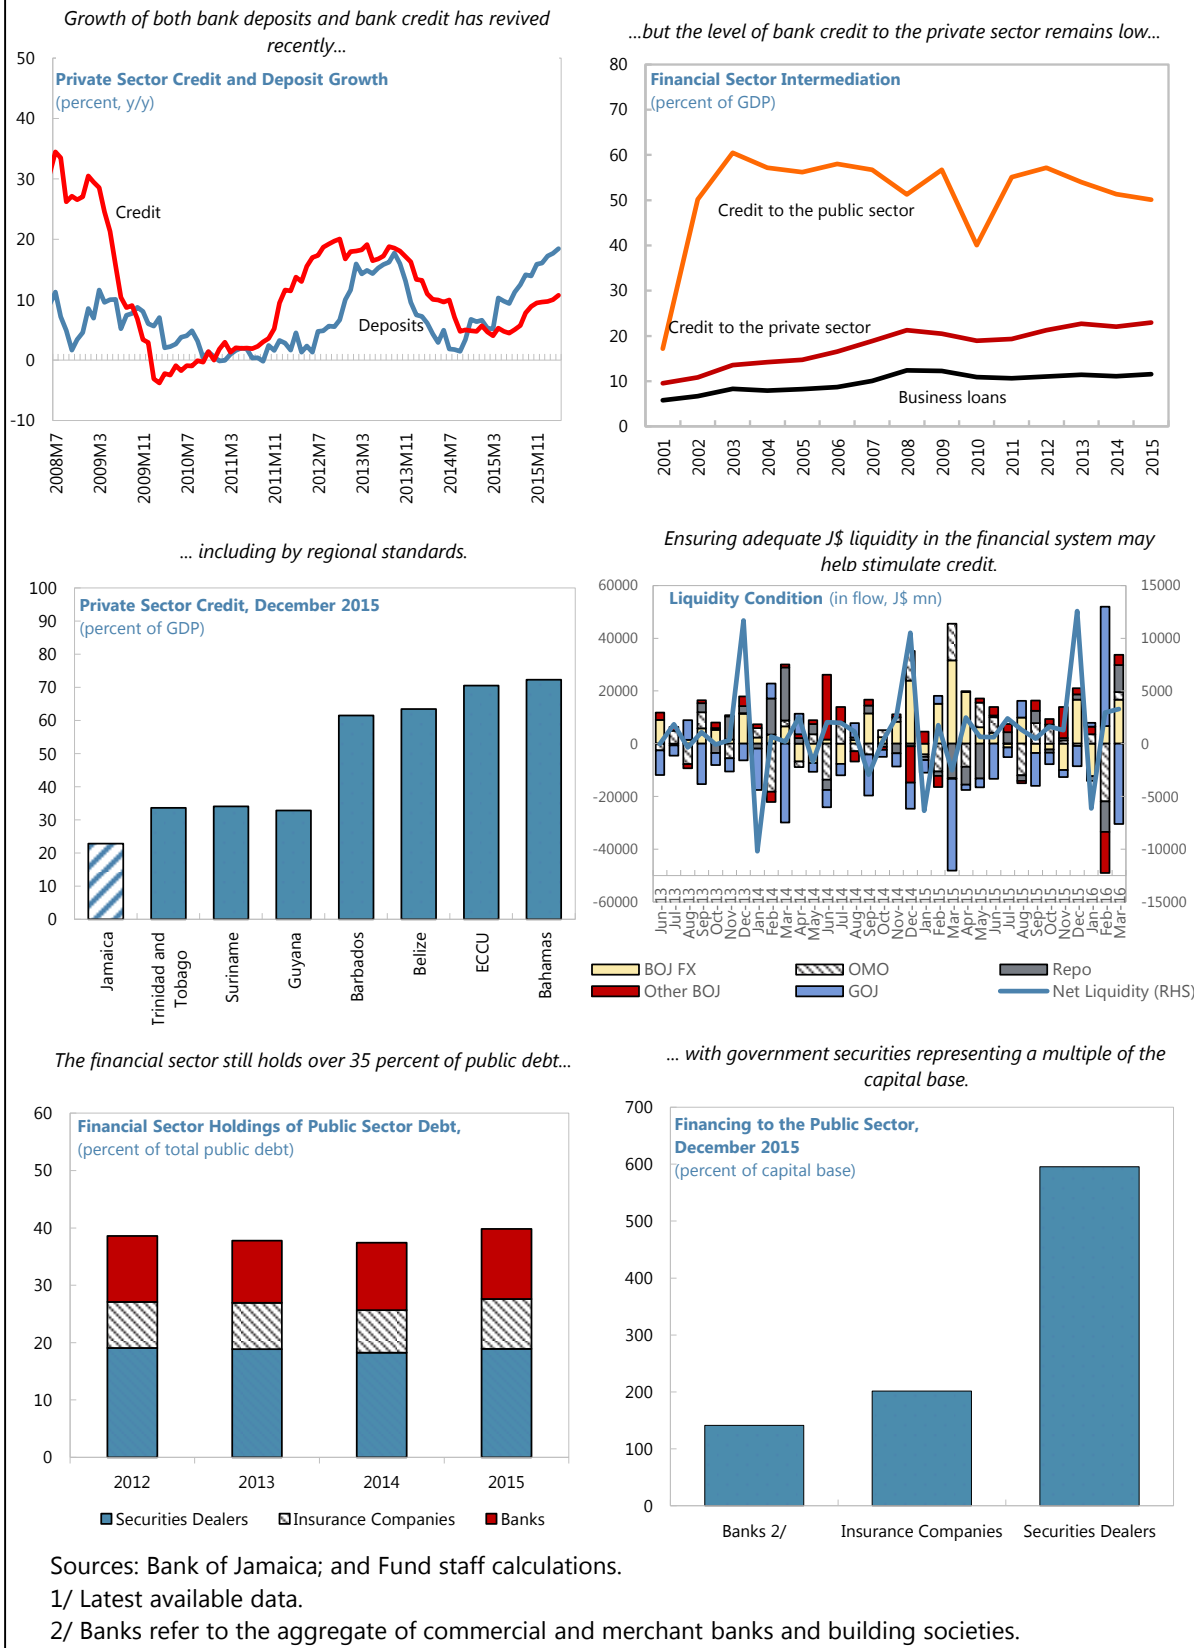 Growth of both bank deposits and bank credit has revived
recently...
50
40
30
20
10
0
-10
Private Sector Credit and Deposit Growth
(percent, y/y)
Credit
Deposits
2008M7
2009M3
2009M11
2010M7
2011M3
2011M11
2012M7
2013M3
2013M11
2014M7
2015M3
2015M11
...but the level of bank credit to the private sector remains low...
80
70
60
50
40
30
20
10
0
Financial Sector Intermediation
(percent of GDP)
Credit to the public sector
Credit to the private sector
Business loans
2001
2002
2003
2004
2005
2006
2007
2008
2009
2010
2011
2012
2013
2014
2015
... including by regional standards.
100
90
80
70
60
50
40
30
20
10
0
Private Sector Credit, December 2015
(percent of GDP)
Jamaica
Trinidad and
Tobago
Suriname
Guyana
Barbados
Belize
ECCU
Bahamas
Ensuring adequate J$ liquidity in the financial system may
help stimulate credit.
60000
40000
20000
0
-20000
-40000
-60000
Liquidity Condition (in flow, J$ mn)
15000
10000
5000
0
-5000
-10000
-15000
Jun-13
Jul-13
Aug-13
Sep-13
Oct-13
Nov-13
Dec-13
Jan-14
Feb-14
Mar-14
Apr-14
May-14
Jun-14
Jul-14
Aug-14
Sep-14
Oct-14
Nov-14
Dec-14
Jan-15
Feb-15
Mar-15
Apr-15
May-15
Jun-15
Jul-15
Aug-15
Sep-15
Oct-15
Nov-15
Dec-15
Jan-16
Feb-16
Mar-16
BOJ FX
OMO
Repo
Other BOJ
GOJ
Net Liquidity (RHS)
The financial sector still holds over 35 percent of public debt...
60
50
40
30
20
10
0
Financial Sector Holdings of Public Sector Debt,
(percent of total public debt)
2012
2013
2014
2015
Securities Dealers
Insurance Companies
Banks
... with government securities representing a multiple of the
capital base.
700
600
500
400
300
200
100
0
Financing to the Public Sector,
December 2015
(percent of capital base)
Banks 2/
Insurance Companies
Securities Dealers
Sources: Bank of Jamaica; and Fund staff calculations.
1/ Latest available data.
2/ Banks refer to the aggregate of commercial and merchant banks and building societies.